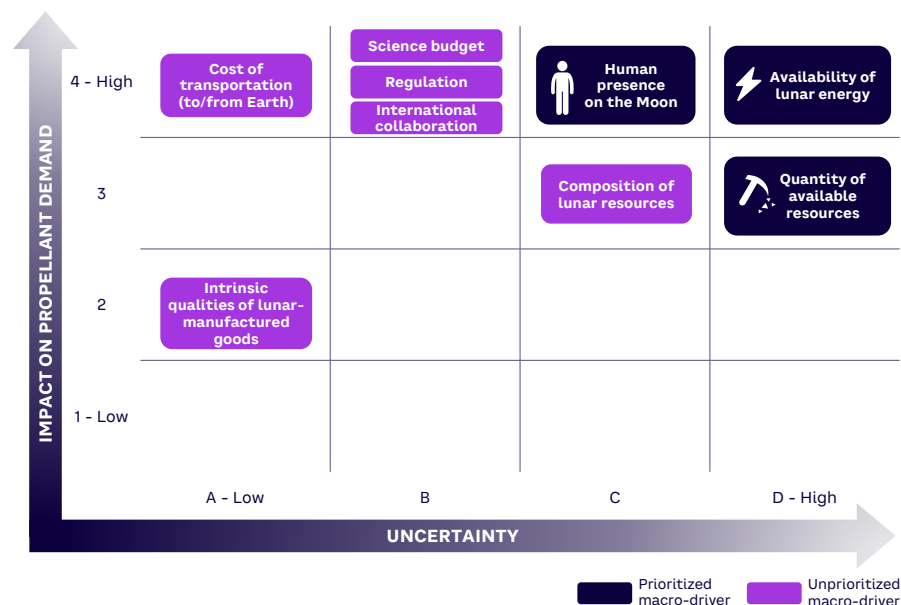 IMPACT ON PROPELLANT DEMAND
4 - High
Cost of
transportation
(to/from Earth)
Science budget
Regulation
International
collaboration
Human
presence
on the Moon
Availability of
lunar energy
3
Composition of
lunar resources
Quantity of
available
resources
2
Intrinsic
qualities of lunar-
manufactured
goods
1 - Low
A - Low
B
C
D - High
UNCERTAINTY
Prioritized
macro-driver
Unprioritized
macro-driver